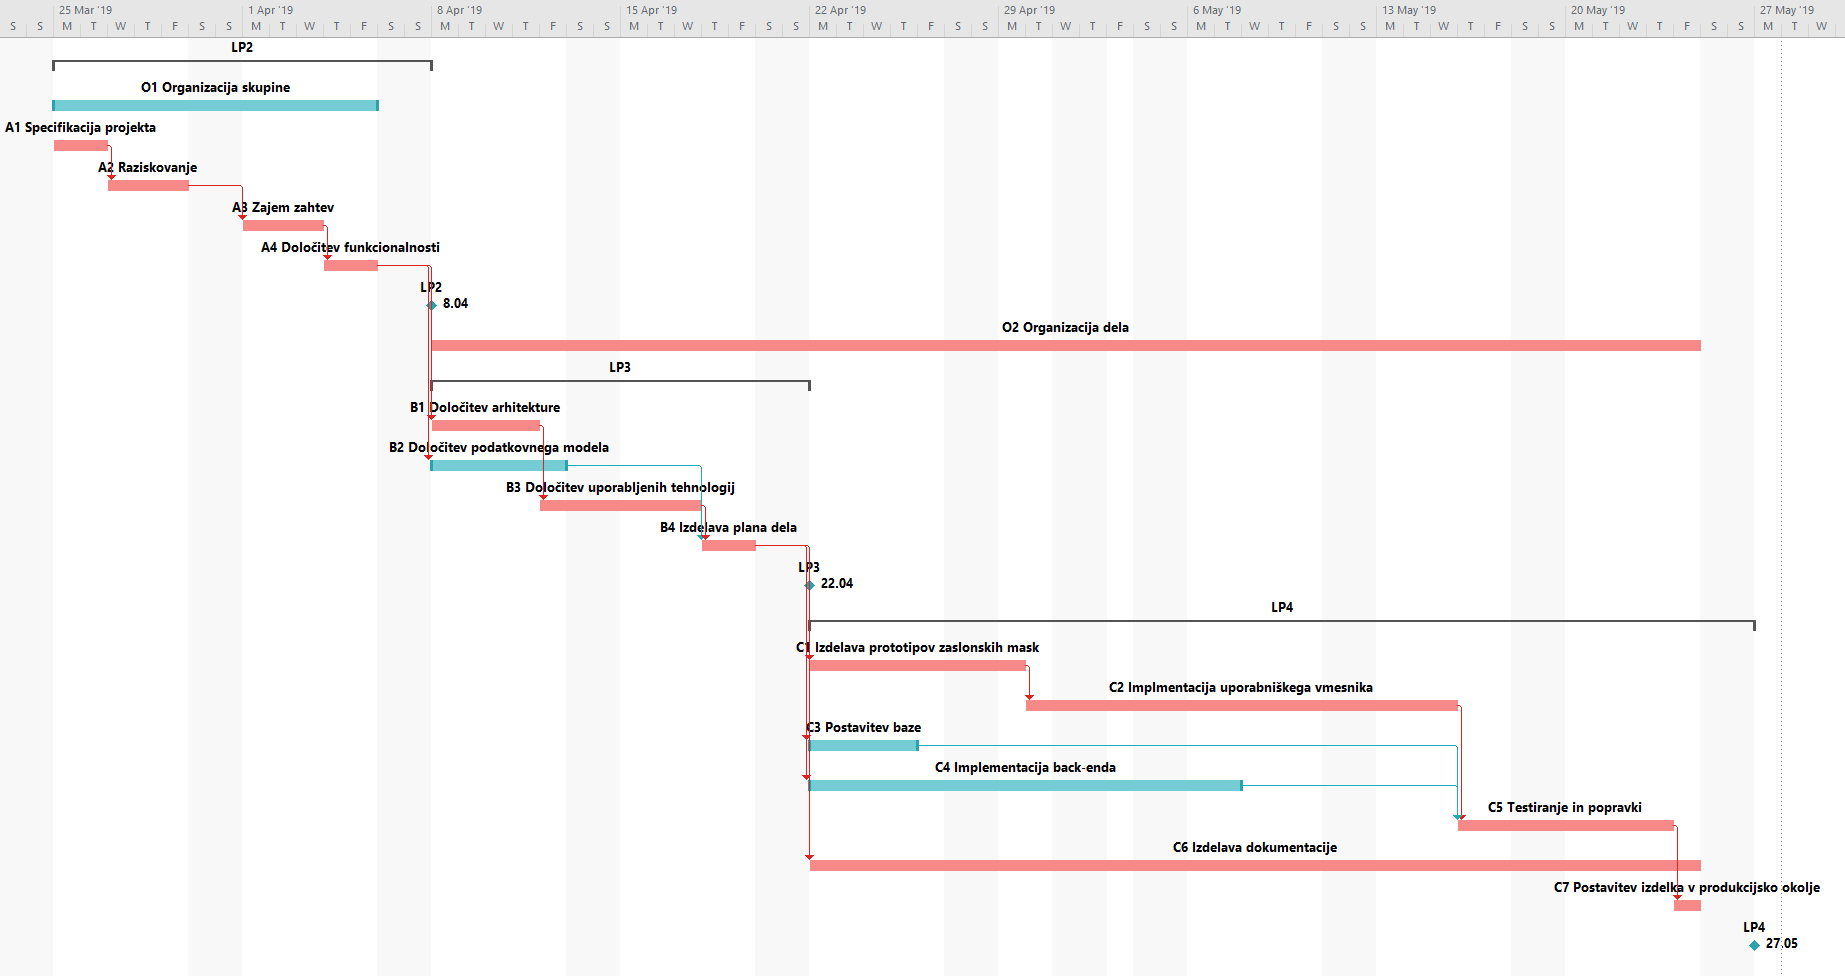 25 Mar '19 1 Apr '19 8 Apr '19 15 Apr '19 22 Apr '19 29 Apr '19 6 May '19 13 May '19 20 May '19 27 May '19
S S M T W T F S S M T W T F S S M T W T F S S M T W T F S S M T W T F S S M T W T F S S M T W T F S S M T W T F S S M T W T F S S M T W
LP2
O1 Organizacija skupine
A1 Specifikacija projekta
A2 Raziskovanje
A3 Zajem zahtev
A4 Določitev funkcionalnosti
LP2
8.04
O2 Organizacija dela
LP3
B1 Določitev arhitekture
B2 Določitev podatkovnega modela
B3 Določitev uporabljenih tehnologij
B4 Izdelava plana dela
LP3
22.04
LP4
C1 Izdelava prototipov zaslonskih mask
C2 Implmentacija uporabniškega vmesnika
C3 Postavitev baze
C4 Implementacija back-enda
C5 Testiranje in popravki
C6 Izdelava dokumentacije
C7 Postavitev izdelka v produkcijsko okolje
LP4
27.05